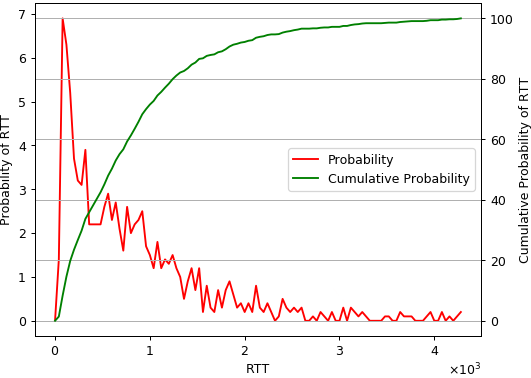 7
6
5
4
3
2
1
0
Probability of RTT
100
80
60
40
20
0
Cumulative Probability of RTT
Probability
Cumulative Probability
0 1 2 3 4
×10³
RTT